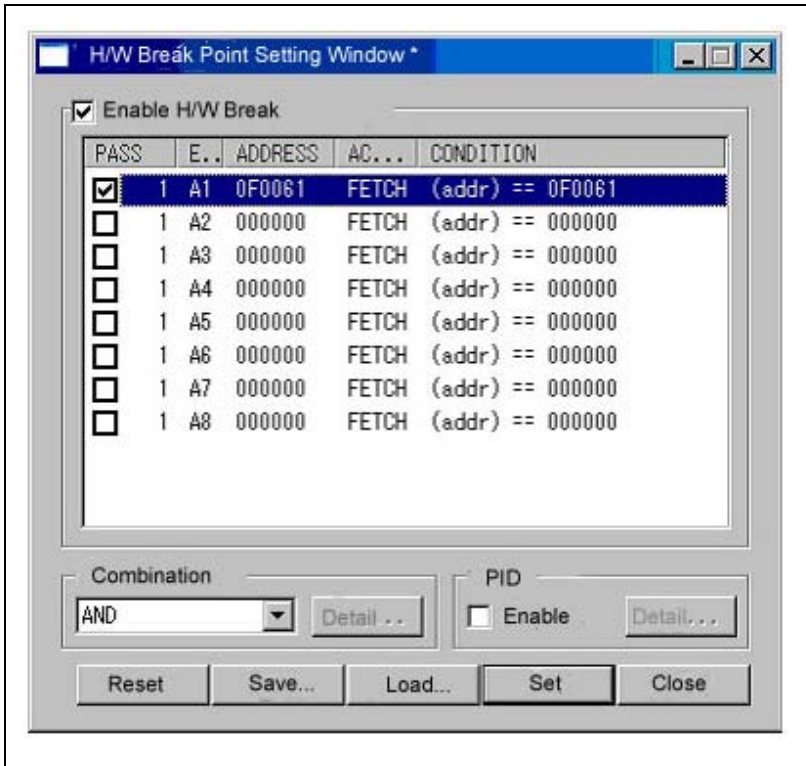 H/W Break Point Setting Window *
Enable H/W Break
PASS E.. ADDRESS AC... CONDITION
1 A1 0F0061 FETCH (addr) == 0F0061
1 A2 000000 FETCH (addr) == 000000
1 A3 000000 FETCH (addr) == 000000
1 A4 000000 FETCH (addr) == 000000
1 A5 000000 FETCH (addr) == 000000
1 A6 000000 FETCH (addr) == 000000
1 A7 000000 FETCH (addr) == 000000
1 A8 000000 FETCH (addr) == 000000
Combination PID
AND Detail .. Enable Detail...
Reset Save... Load... Set Close